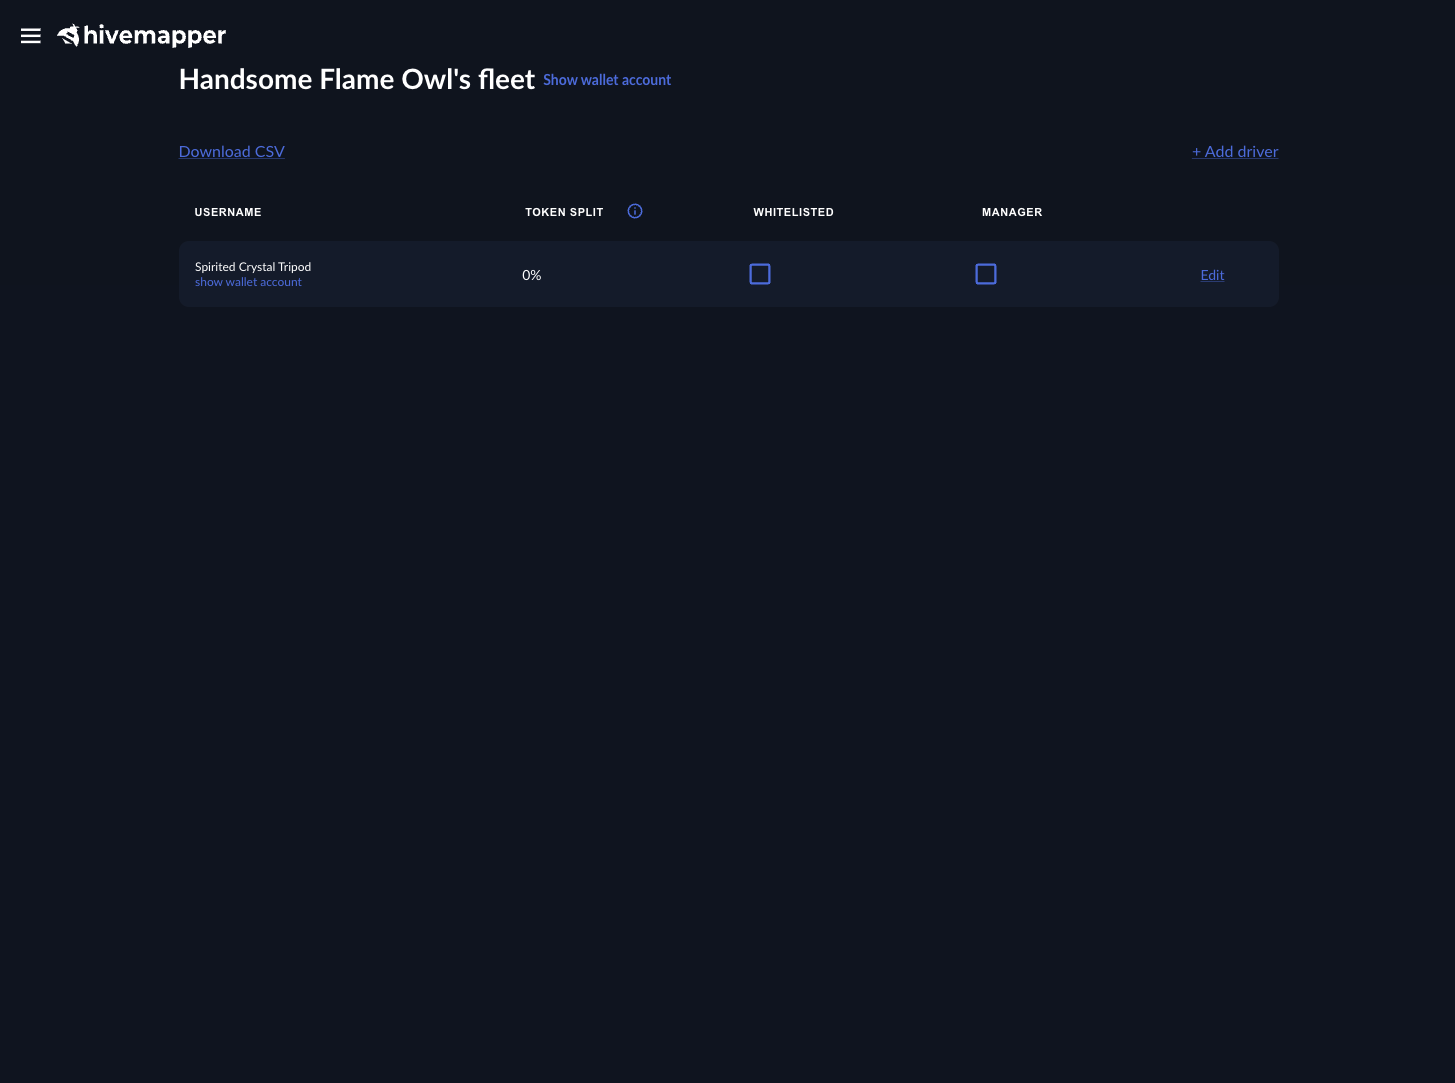 hivemapper
Handsome Flame Owl's fleet Show wallet account
Download CSV + Add driver
USERNAME TOKEN SPLIT WHITELISTED MANAGER
Spirited Crystal Tripod
show wallet account
0% Edit